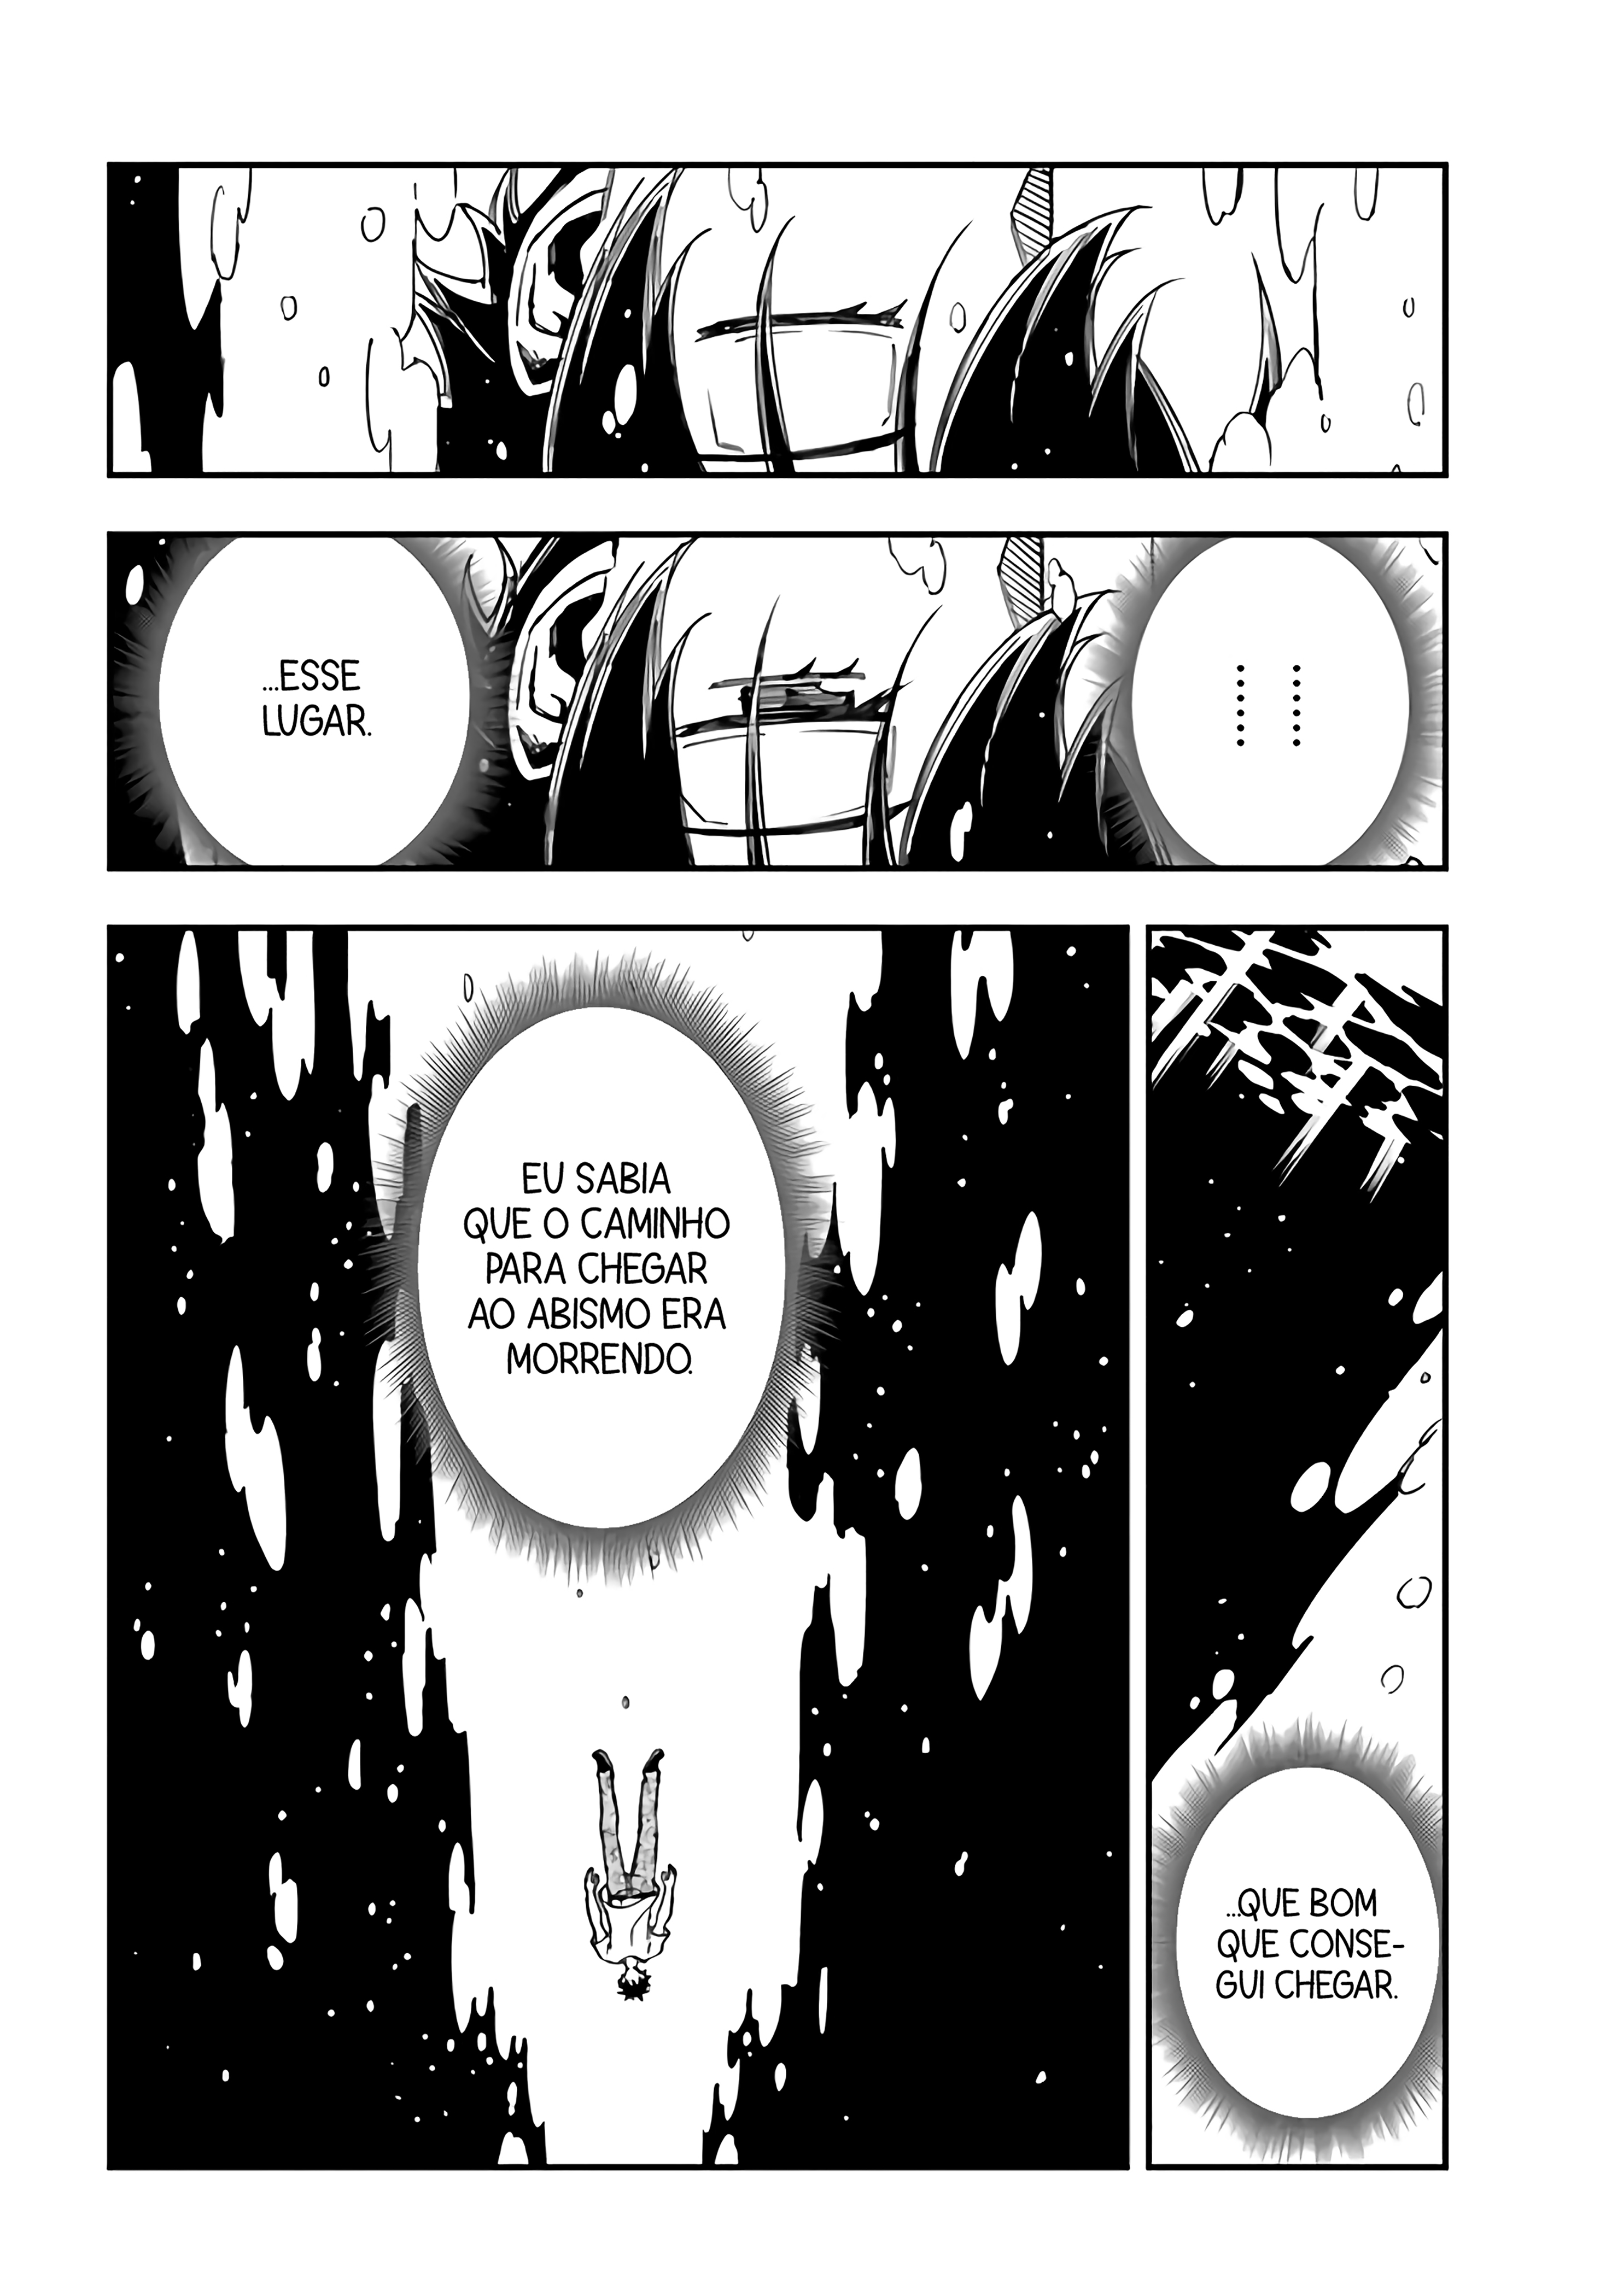 ⋮⋮
...ESSE
LUGAR.
...QUE BOM
QUE CONSE-
GUI CHEGAR.
EU SABIA
QUE O CAMINHO
PARA CHEGAR
AO ABISMO ERA
MORRENDO.